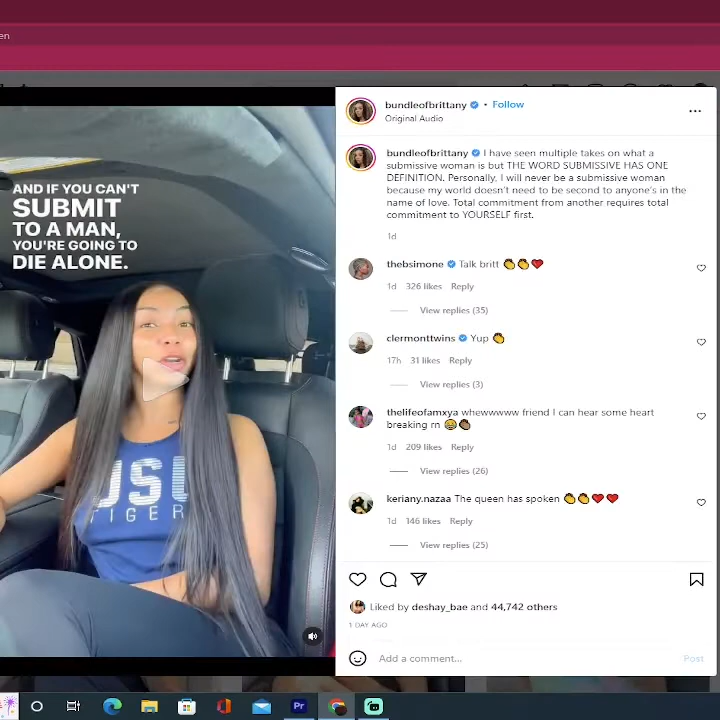 en
AND IF YOU CAN'T
SUBMIT
TO A MAN,
YOU'RE GOING TO
DIE ALONE.
JSU
TIGER
bundleofbrittany • Follow
Original Audio
...
bundleofbrittany I have seen multiple takes on what a
submissive woman is but THE WORD SUBMISSIVE HAS ONE
DEFINITION. Personally, I will never be a submissive woman
because my world doesn't need to be second to anyone's in the
name of love. Total commitment from another requires total
commitment to YOURSELF first.
1d
thebsimone Talk britt 👏👏❤️
1d 326 likes Reply
View replies (35)
clermonttwins Yup 👏
17h 31 likes Reply
View replies (3)
thelifeofamxya whewwwww friend I can hear some heart
breaking rn 😂👏🏾
1d 209 likes Reply
View replies (26)
keriany.nazaa The queen has spoken 👏👏❤️❤️
1d 146 likes Reply
View replies (25)
Liked by deshay_bae and 44,742 others
1 DAY AGO
Add a comment... Post
Pr